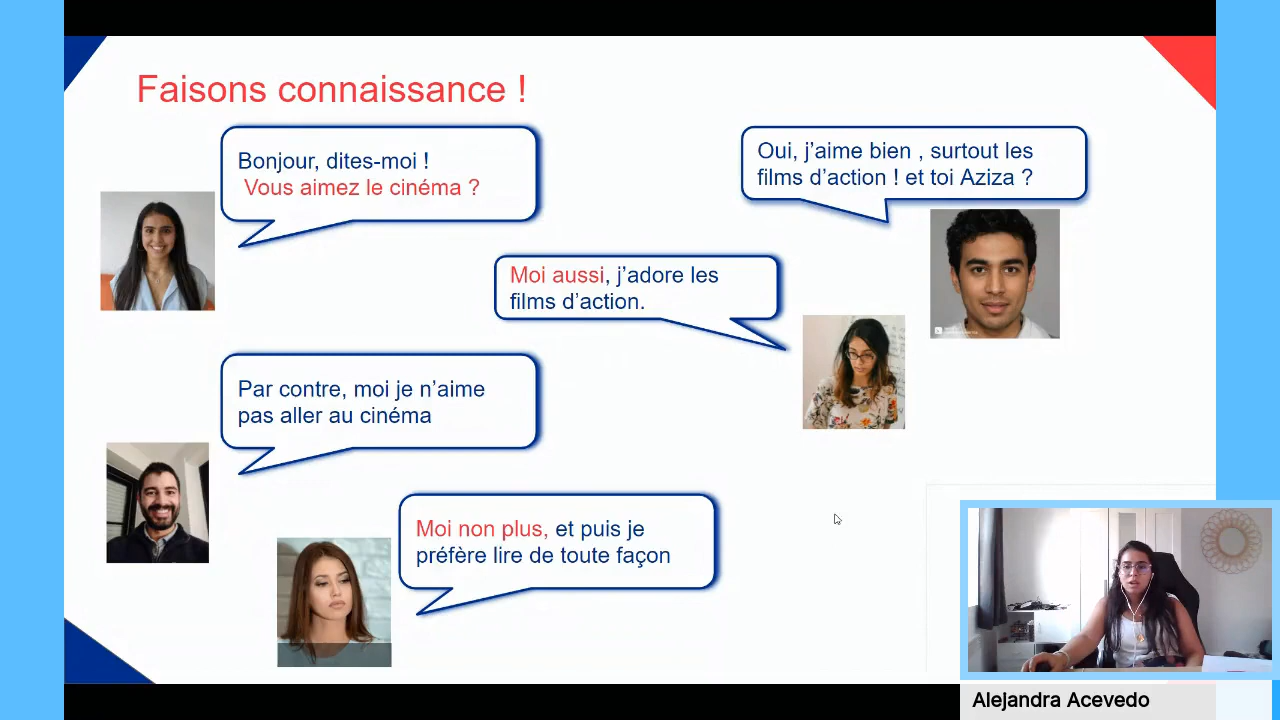 Faisons connaissance !
Bonjour, dites-moi !
Vous aimez le cinéma ?
Oui, j’aime bien , surtout les
films d’action ! et toi Aziza ?
Moi aussi, j’adore les
films d’action.
Par contre, moi je n’aime
pas aller au cinéma
Moi non plus, et puis je
préfère lire de toute façon
Alejandra Acevedo